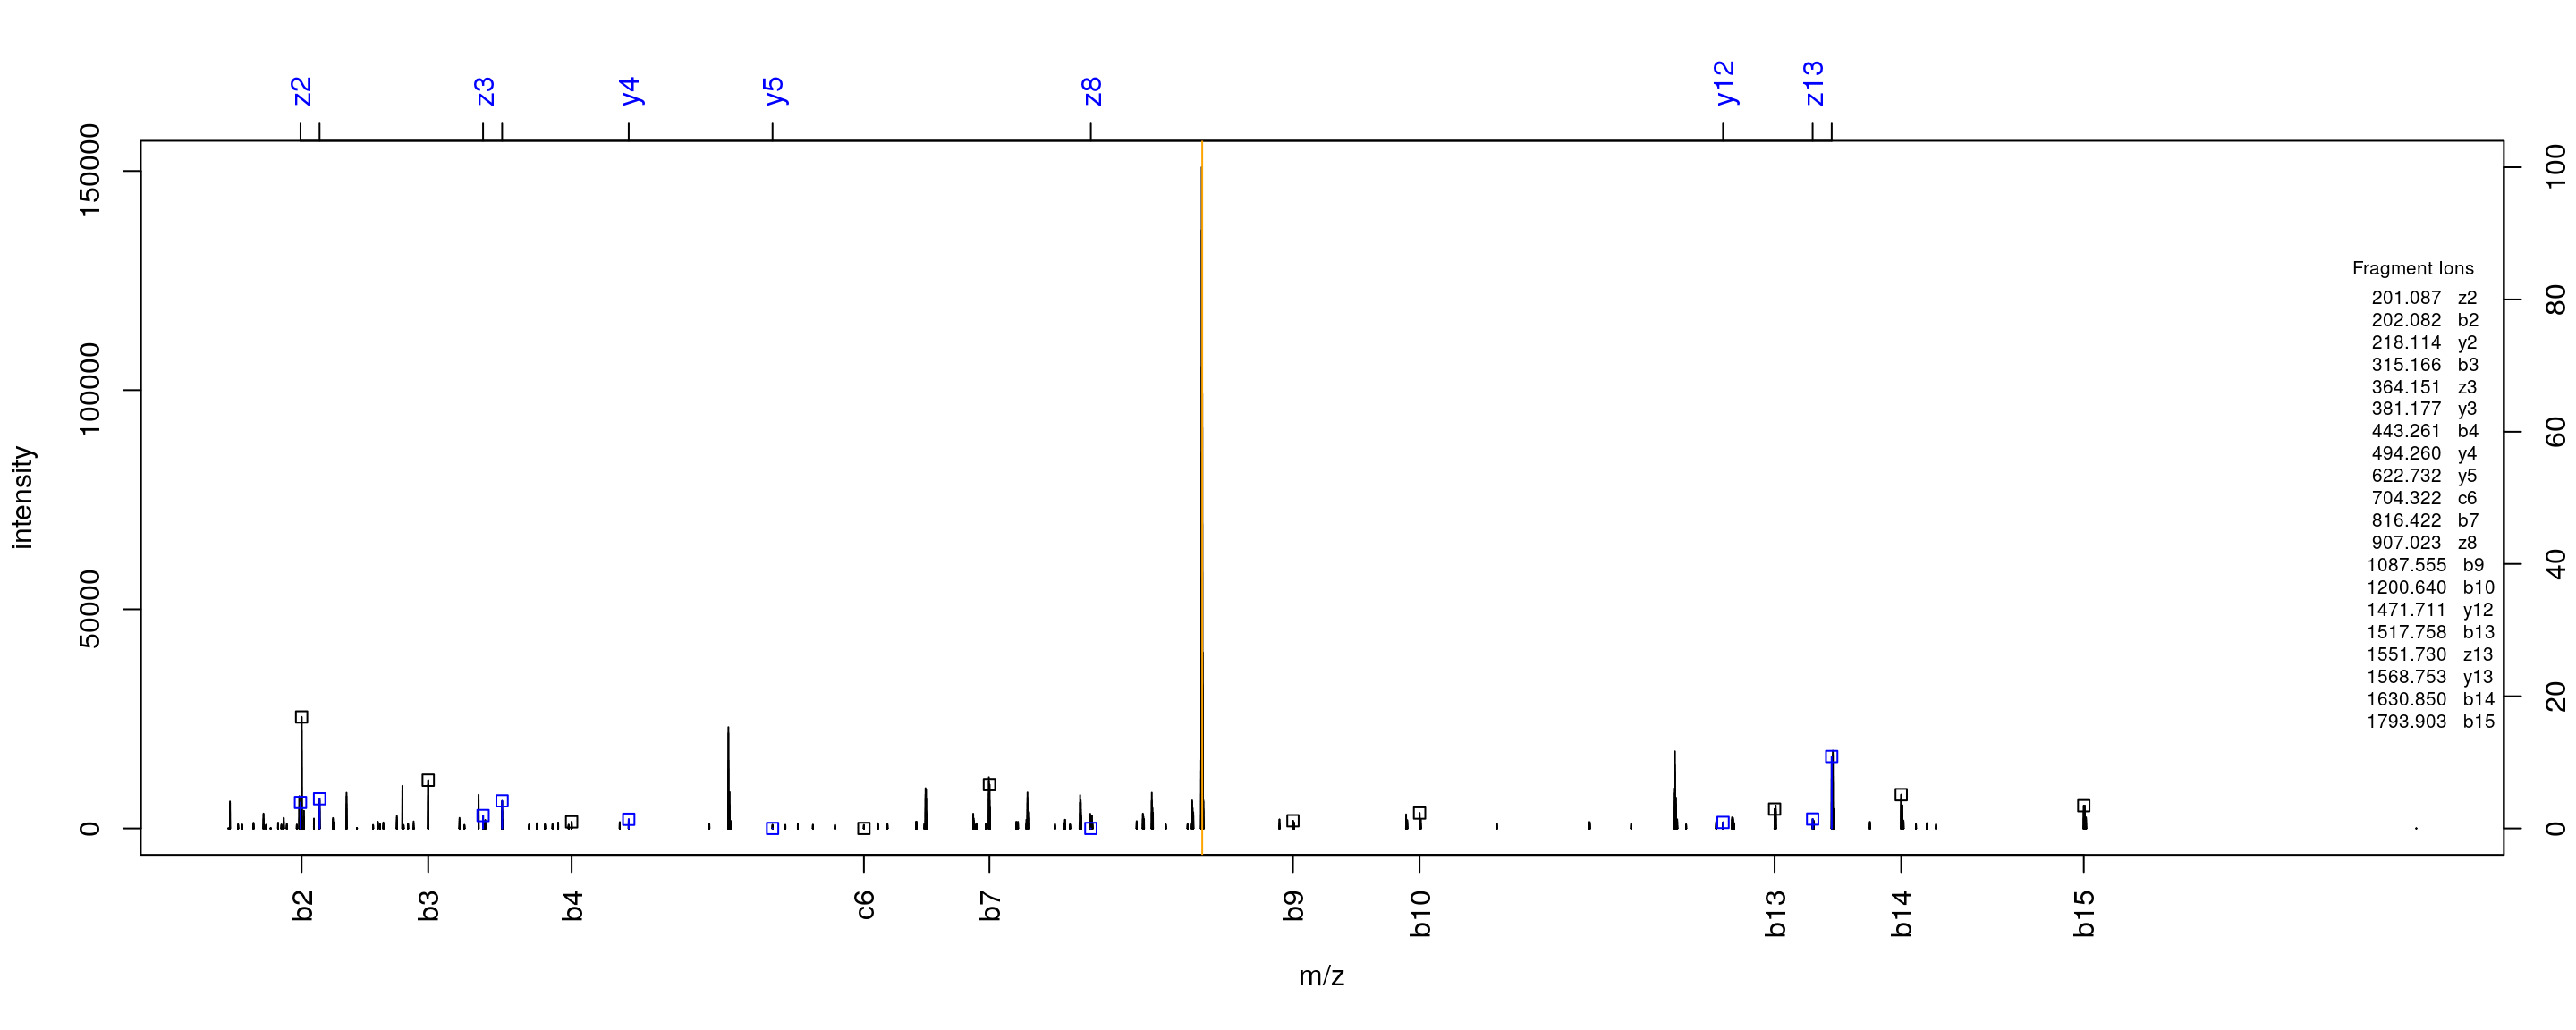 z2 z3 y4 y5 z8 y12 z13
150000
100000
50000
0
intensity
100
80
60
40
20
0
Fragment Ions
201.087 z2
202.082 b2
218.114 y2
315.166 b3
364.151 z3
381.177 y3
443.261 b4
494.260 y4
622.732 y5
704.322 c6
816.422 b7
907.023 z8
1087.555 b9
1200.640 b10
1471.711 y12
1517.758 b13
1551.730 z13
1568.753 y13
1630.850 b14
1793.903 b15
b2 b3 b4 c6 b7 b9 b10 b13 b14 b15
m/z